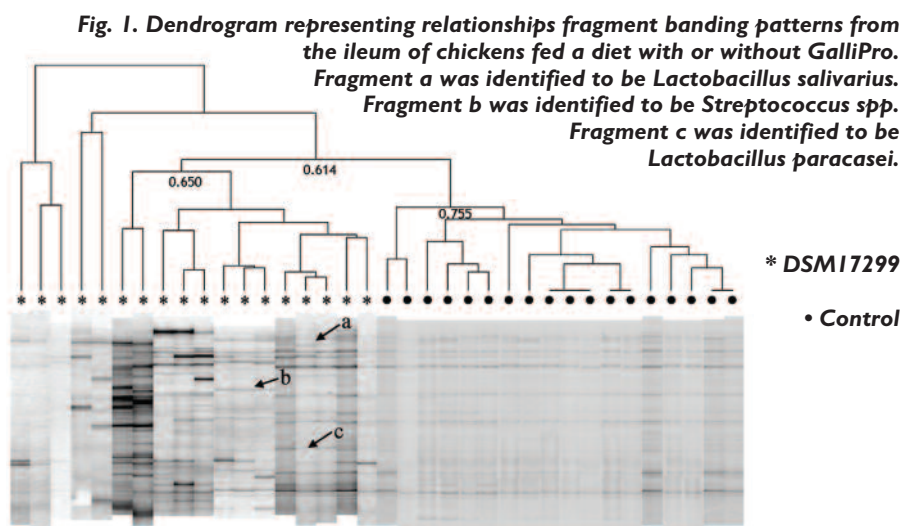 Fig. 1. Dendrogram representing relationships fragment banding patterns from
the ileum of chickens fed a diet with or without GalliPro.
Fragment a was identified to be Lactobacillus salivarius.
Fragment b was identified to be Streptococcus spp.
Fragment c was identified to be
Lactobacillus paracasei.
0.614
0.650
0.755
* DSM17299
* * * * * * * * * * * * * * * * * * ● ● ● ● ● ● ● ● ● ● ● ● ● ● ● ● ● ●
• Control
a
b
c